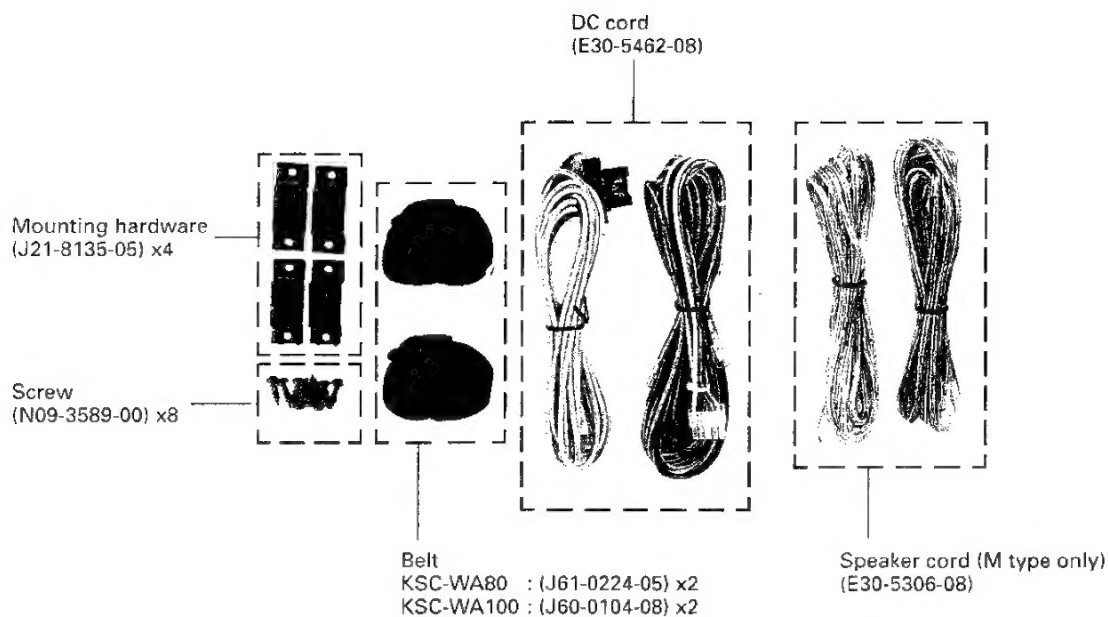 DC cord
(E30-5462-08)
Mounting hardware
(J21-8135-05) x4
Screw
(N09-3589-00) x8
Belt
KSC-WA80 : (J61-0224-05) x2
KSC-WA100 : (J60-0104-08) x2
Speaker cord (M type only)
(E30-5306-08)